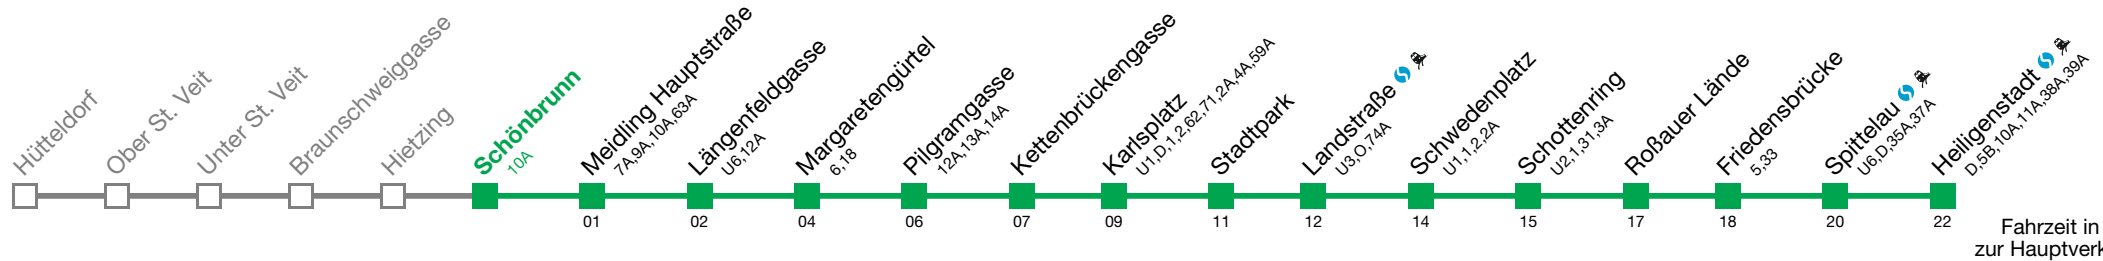 Hütteldorf
Ober St. Veit
Unter St. Veit
Braunschweiggasse
Hietzing
Schönbrunn
10A
Meidling Hauptstraße
7A,9A,10A,63A
Längenfeldgasse
U6,12A
Margaretengürtel
6,18
Pilgramgasse
12A,13A,14A
Kettenbrückengasse
Karlsplatz
U1,D,1,2,62,71,2A,4A,59A
Stadtpark
Landstraße
U3,O,74A
Schwedenplatz
U1,1,2,2A
Schottenring
U2,1,31,3A
Roßauer Lände
Friedensbrücke
5,33
Spittelau
U6,D,35A,37A
Heiligenstadt
D,5B,10A,11A,38A,39A
01 02 04 06 07 09 11 12 14 15 17 18 20 22
Fahrzeit in
zur Hauptverk